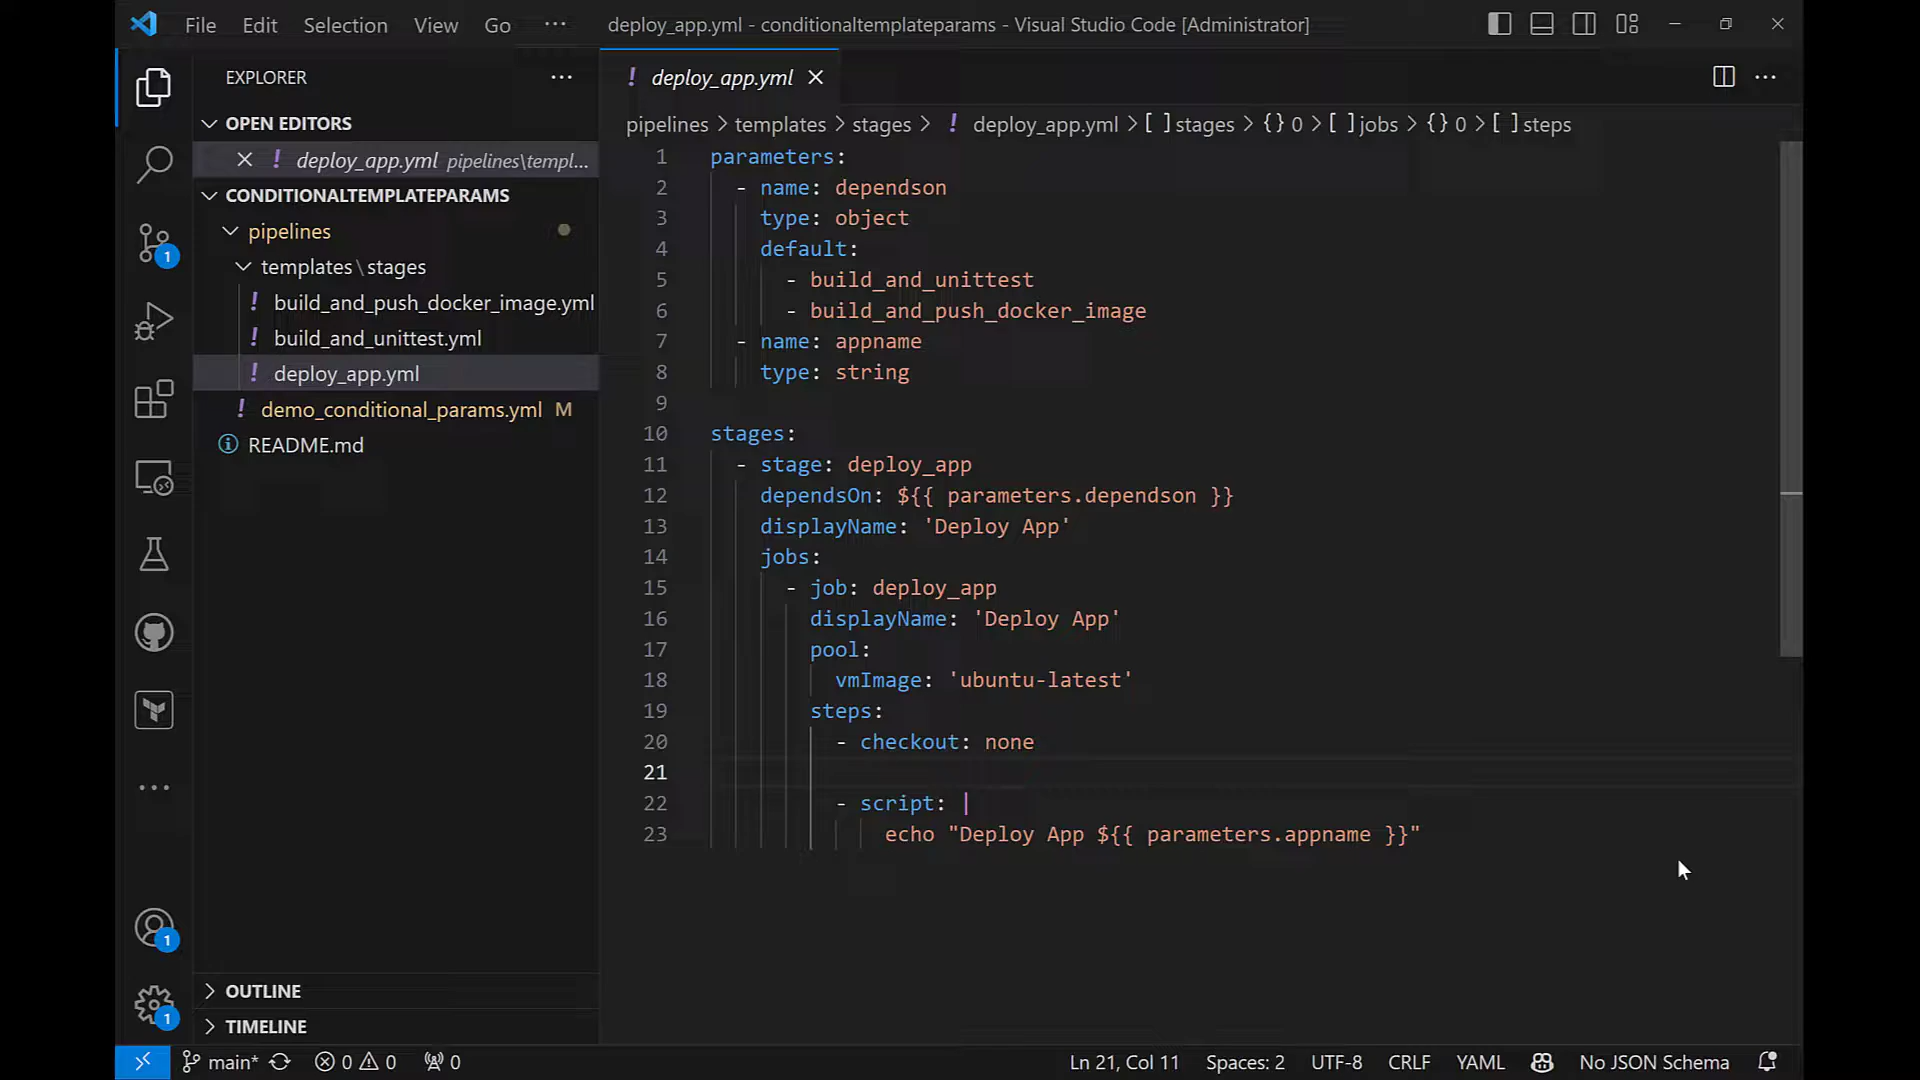 File Edit Selection View Go ··· deploy_app.yml - conditionaltemplateparams - Visual Studio Code [Administrator]
EXPLORER ···
OPEN EDITORS
! deploy_app.yml pipelines\templ...
CONDITIONALTEMPLATEPARAMS
pipelines
templates\stages
! build_and_push_docker_image.yml
! build_and_unittest.yml
! deploy_app.yml
! demo_conditional_params.yml M
README.md
OUTLINE
TIMELINE
1
1
1
! deploy_app.yml
pipelines > templates > stages > ! deploy_app.yml > [ ] stages > {} 0 > [ ] jobs > {} 0 > [ ] steps
1 parameters:
2 - name: dependson
3 type: object
4 default:
5 - build_and_unittest
6 - build_and_push_docker_image
7 - name: appname
8 type: string
9
10 stages:
11 - stage: deploy_app
12 dependsOn: ${{ parameters.dependson }}
13 displayName: 'Deploy App'
14 jobs:
15 - job: deploy_app
16 displayName: 'Deploy App'
17 pool:
18 vmImage: 'ubuntu-latest'
19 steps:
20 - checkout: none
21
22 - script: |
23 echo "Deploy App ${{ parameters.appname }}"
main* 0 0 0 Ln 21, Col 11 Spaces: 2 UTF-8 CRLF YAML No JSON Schema